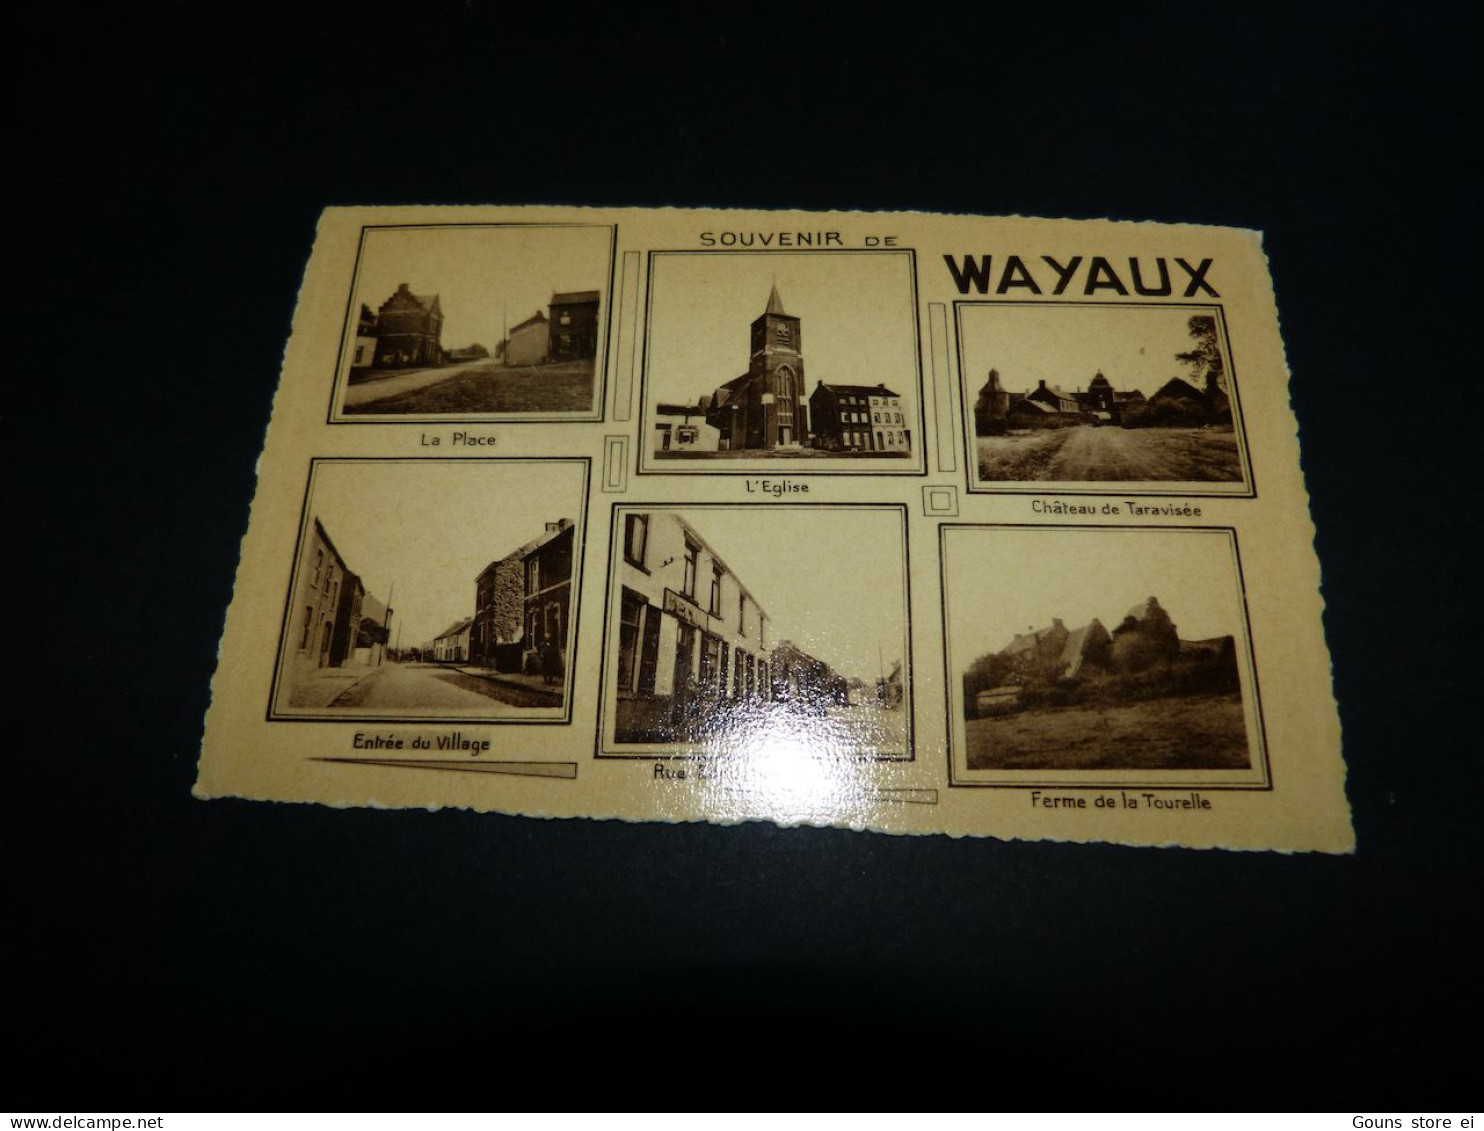 SOUVENIR DE
WAYAUX
La Place
L'Eglise
Château de Taravisée
Entrée du Village
Rue
Ferme de la Tourelle
www.delcampe.net
Gouns store ei